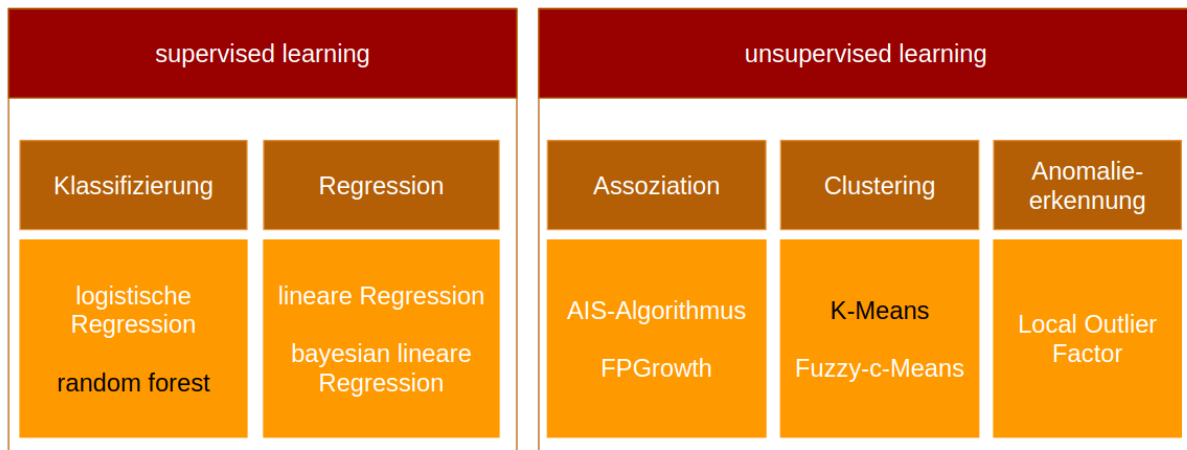 supervised learning
unsupervised learning
Klassifizierung
Regression
Assoziation
Clustering
Anomalie-
erkennung
logistische
Regression
random forest
lineare Regression
bayesian lineare
Regression
AIS-Algorithmus
FPGrowth
K-Means
Fuzzy-c-Means
Local Outlier
Factor